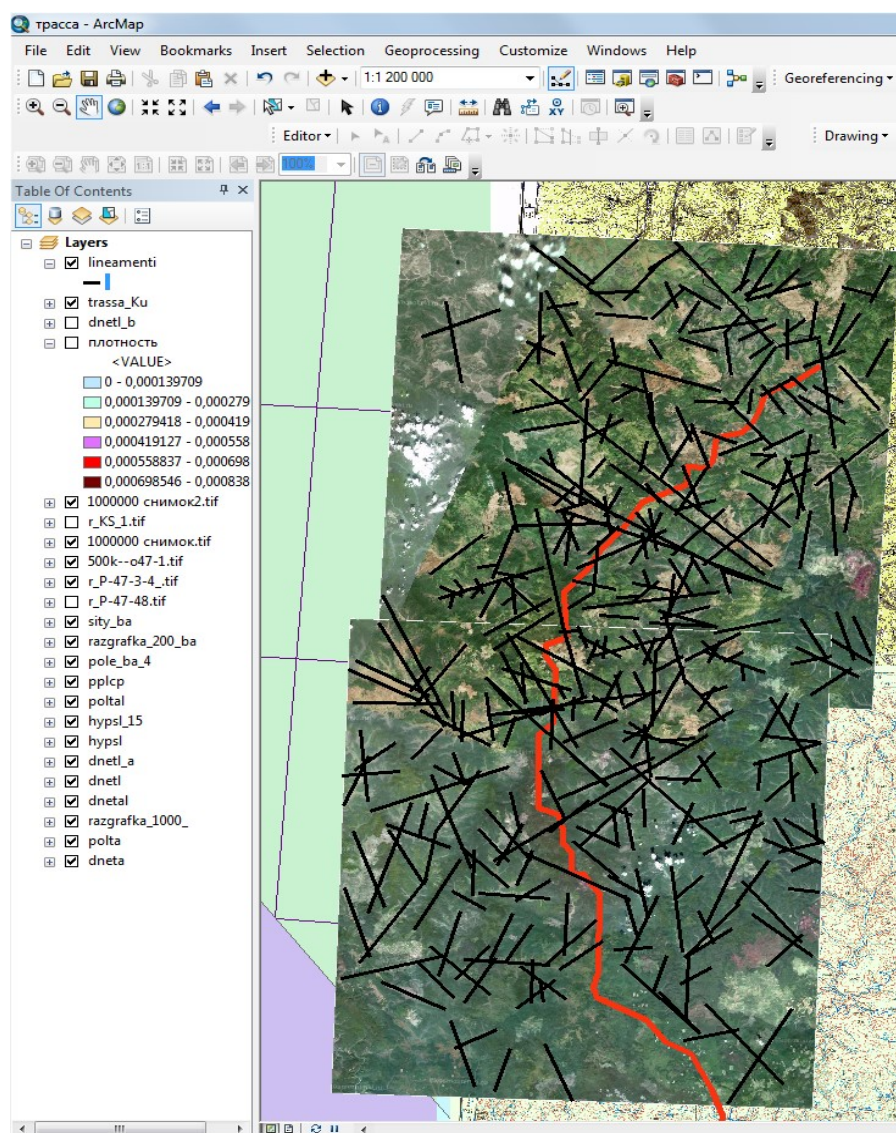 трасса - ArcMap
File Edit View Bookmarks Insert Selection Geoprocessing Customize Windows Help
1:1 200 000
Georeferencing
XY
Editor
Drawing
1:1
100%
Table Of Contents
Layers
lineamenti
trassa_Ku
dnetl_b
плотность
<VALUE>
0 - 0,000139709
0,000139709 - 0,000279
0,000279418 - 0,000419
0,000419127 - 0,000558
0,000558837 - 0,000698
0,000698546 - 0,000838
1000000 снимок2.tif
r_KS_1.tif
1000000 снимок.tif
500k--o47-1.tif
r_P-47-3-4_.tif
r_P-47-48.tif
sity_ba
razgrafka_200_ba
pole_ba_4
pplcp
poltal
hypsl_15
hypsl
dnetl_a
dnetl
dnetal
razgrafka_1000_
polta
dneta